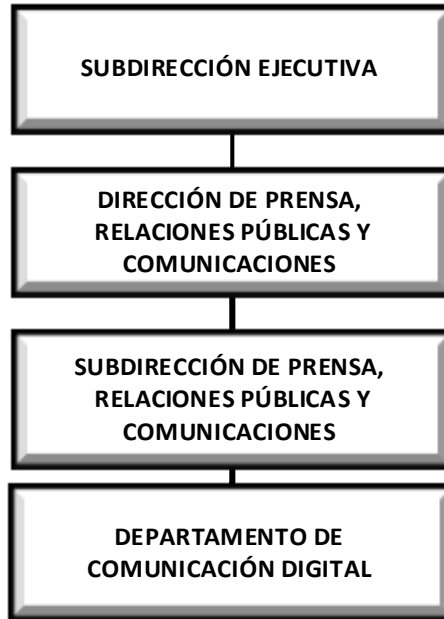 SUBDIRECCIÓN EJECUTIVA
DIRECCIÓN DE PRENSA,
RELACIONES PÚBLICAS Y
COMUNICACIONES
SUBDIRECCIÓN DE PRENSA,
RELACIONES PÚBLICAS Y
COMUNICACIONES
DEPARTAMENTO DE
COMUNICACIÓN DIGITAL